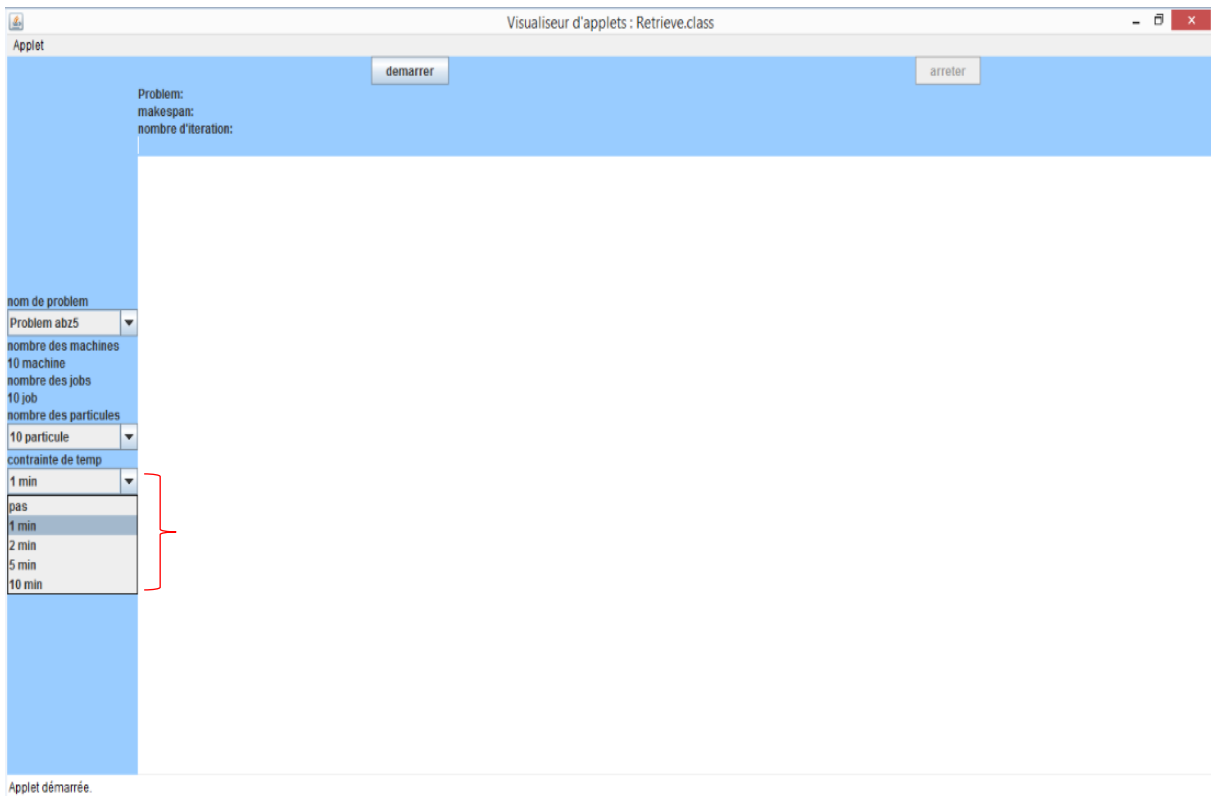 Visualiseur d'applets : Retrieve.class
Applet
demarrer
arreter
Problem:
makespan:
nombre d'iteration:
nom de problem
Problem abz5
nombre des machines
10 machine
nombre des jobs
10 job
nombre des particules
10 particule
contrainte de temp
1 min
pas
1 min
2 min
5 min
10 min
Applet démarrée.